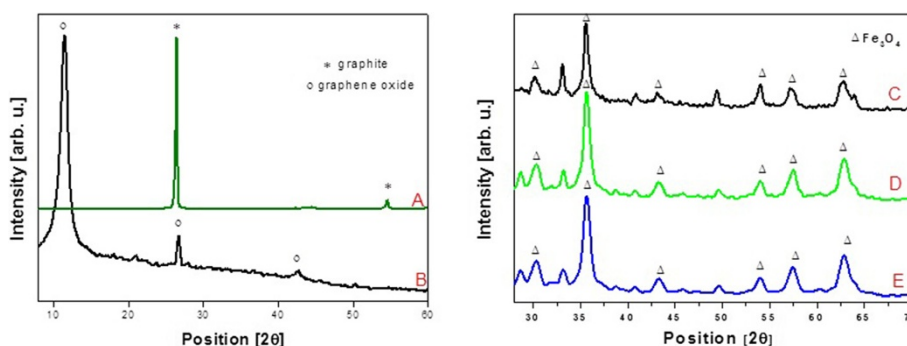 Intensity [arb. u.]
* graphite
o graphene oxide
A
B
10 20 30 40 50 60
Position [2θ]
Intensity [arb. u.]
Δ Fe₃O₄
C
D
E
30 35 40 45 50 55 60 65 70
Position [2θ]